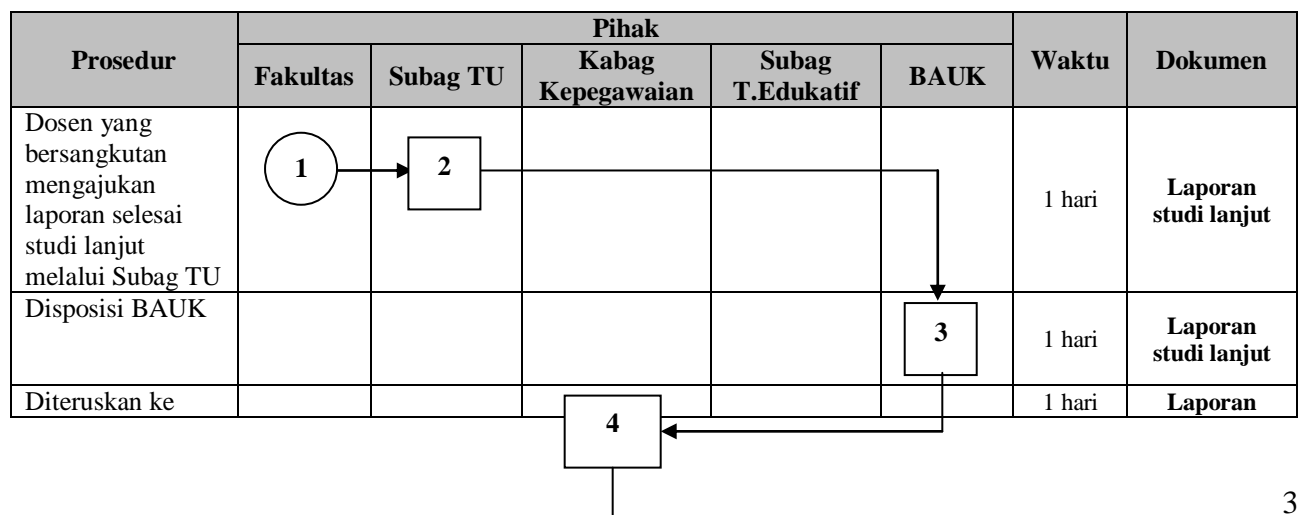 Prosedur
Pihak
Waktu
Dokumen
Fakultas
Subag TU
Kabag
Kepegawaian
Subag
T.Edukatif
BAUK
Dosen yang
bersangkutan
mengajukan
laporan selesai
studi lanjut
melalui Subag TU
1
2
1 hari
Laporan
studi lanjut
Disposisi BAUK
3
1 hari
Laporan
studi lanjut
Diteruskan ke
4
1 hari
Laporan
3